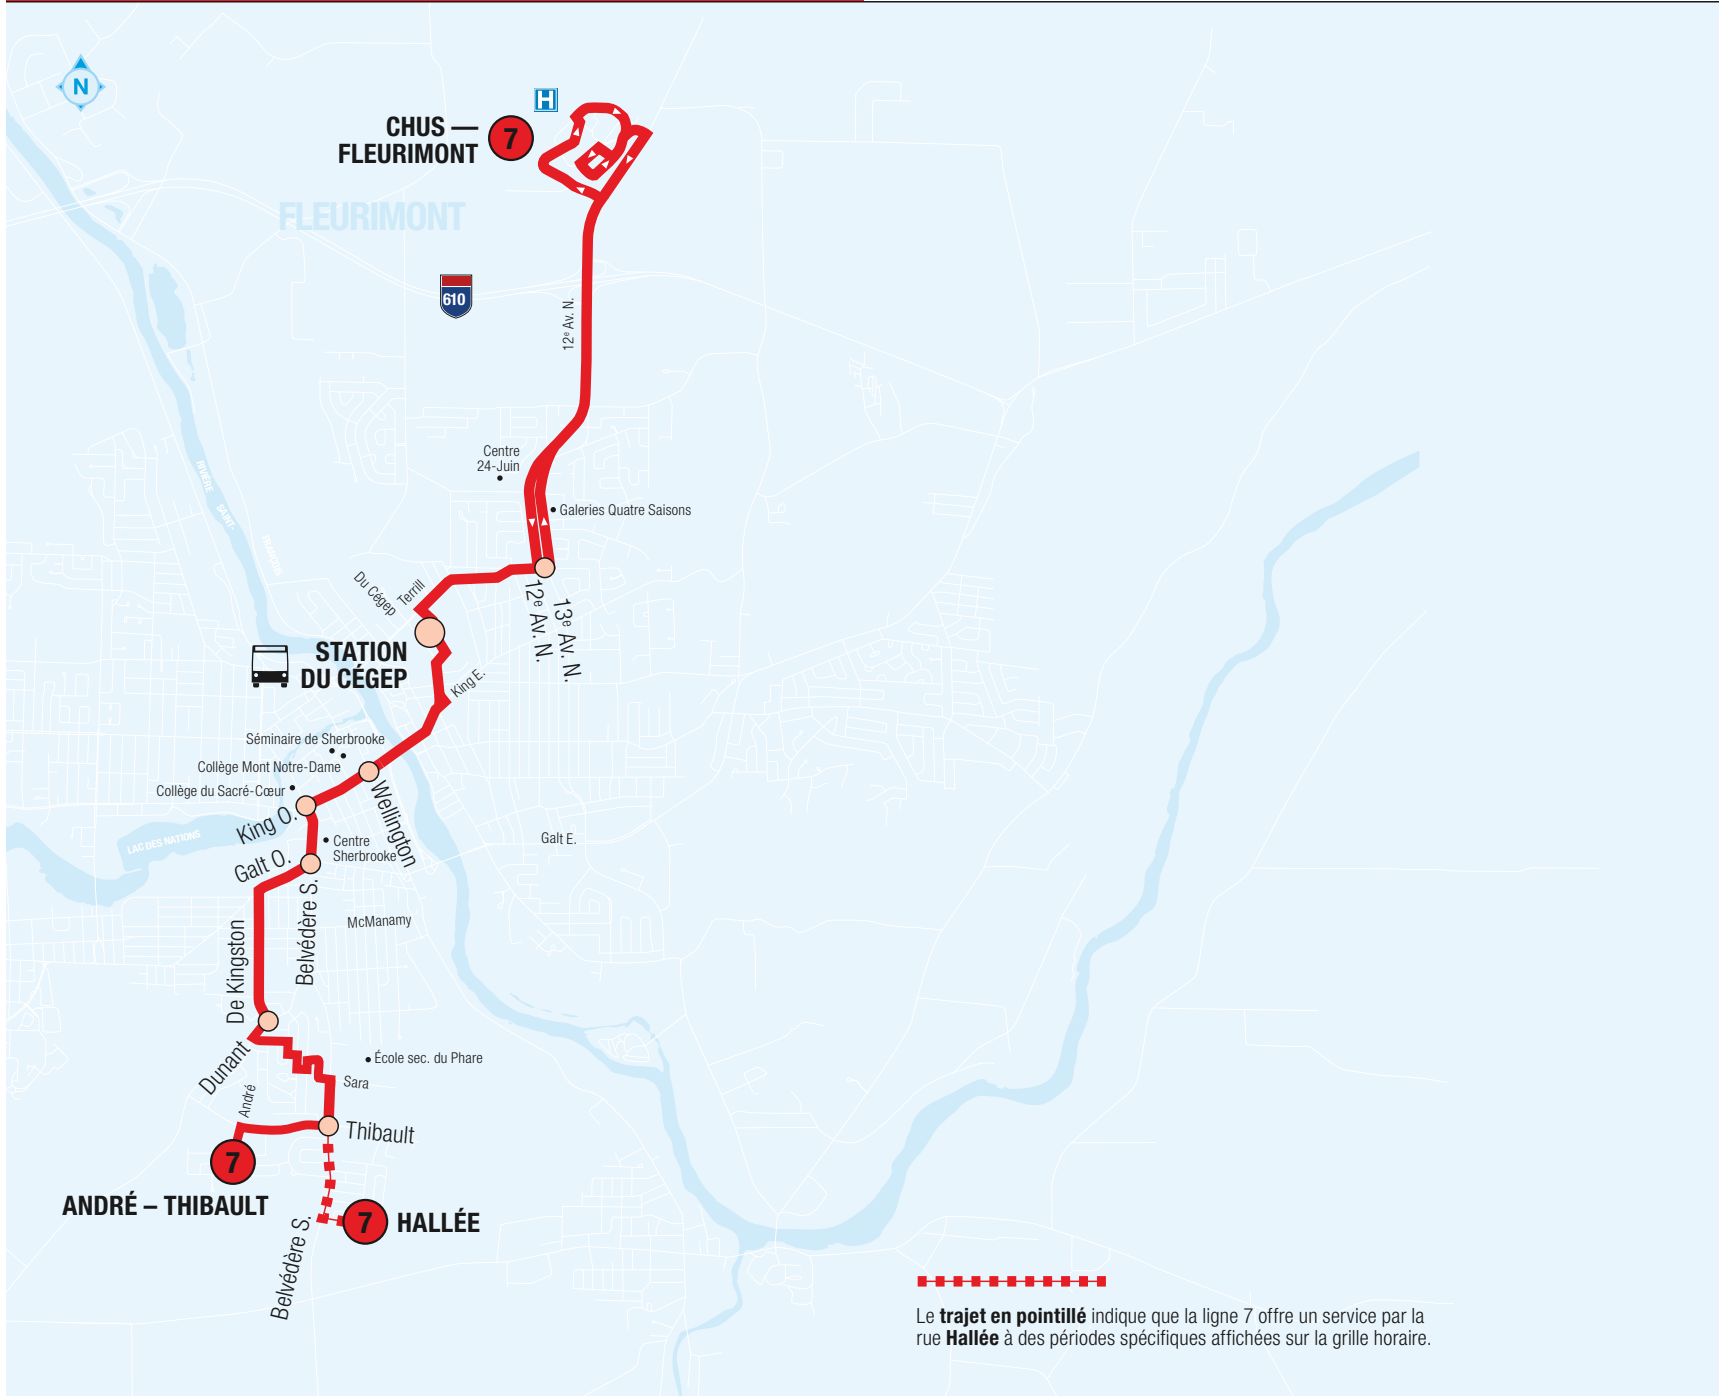 N
H
CHUS —
FLEURIMONT
7
FLEURIMONT
610
12e Av. N.
Centre
24-Juin
Galeries Quatre Saisons
RIVIÈRE
SAINT-
FRANÇOIS
Du Cégep
Terrill
12e Av. N.
13e Av. N.
STATION
DU CÉGEP
King E.
Séminaire de Sherbrooke
Collège Mont Notre-Dame
Collège du Sacré-Cœur
Wellington
King O.
LAC DES NATIONS
Centre
Sherbrooke
Galt E.
Galt O.
Belvédère S.
McManamy
De Kingston
Dunant
École sec. du Phare
Sara
André
Thibault
7
ANDRÉ – THIBAULT
7
HALLÉE
Belvédère S.
Le trajet en pointillé indique que la ligne 7 offre un service par la
rue Hallée à des périodes spécifiques affichées sur la grille horaire.